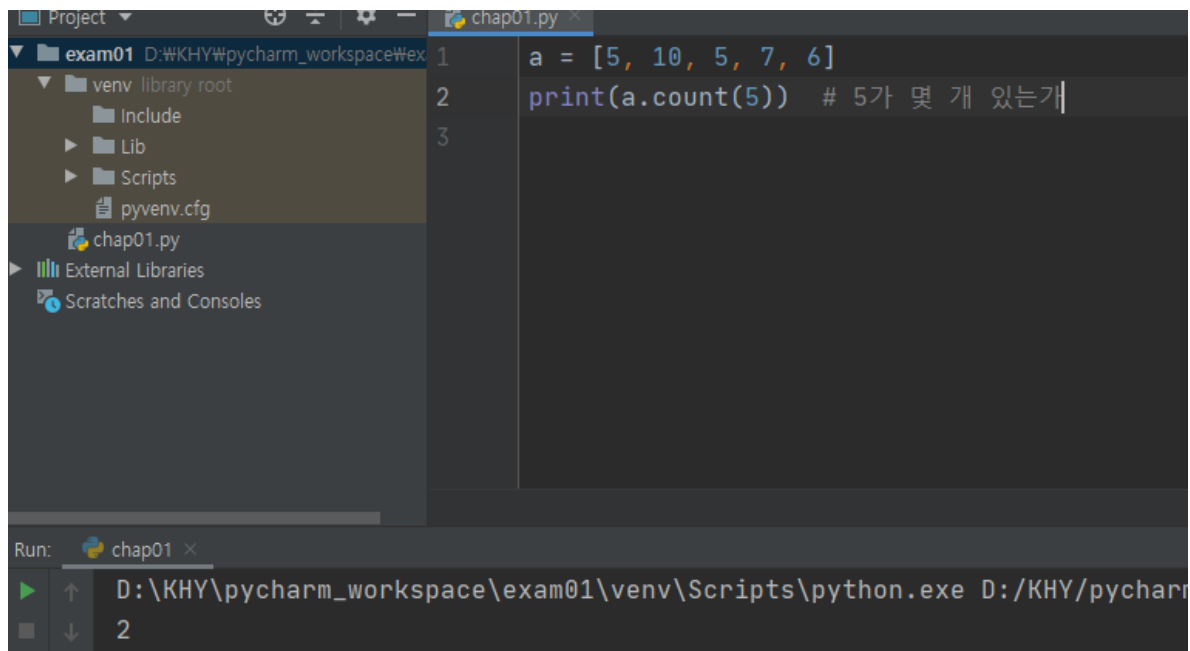 Project
chap01.py
exam01 D:₩KHY₩pycharm_workspace₩ex
venv library root
Include
Lib
Scripts
pyvenv.cfg
chap01.py
External Libraries
Scratches and Consoles
1 a = [5, 10, 5, 7, 6]
2 print(a.count(5))  # 5가 몇 개 있는가
3
Run: chap01
D:\KHY\pycharm_workspace\exam01\venv\Scripts\python.exe D:/KHY/pycharm
2